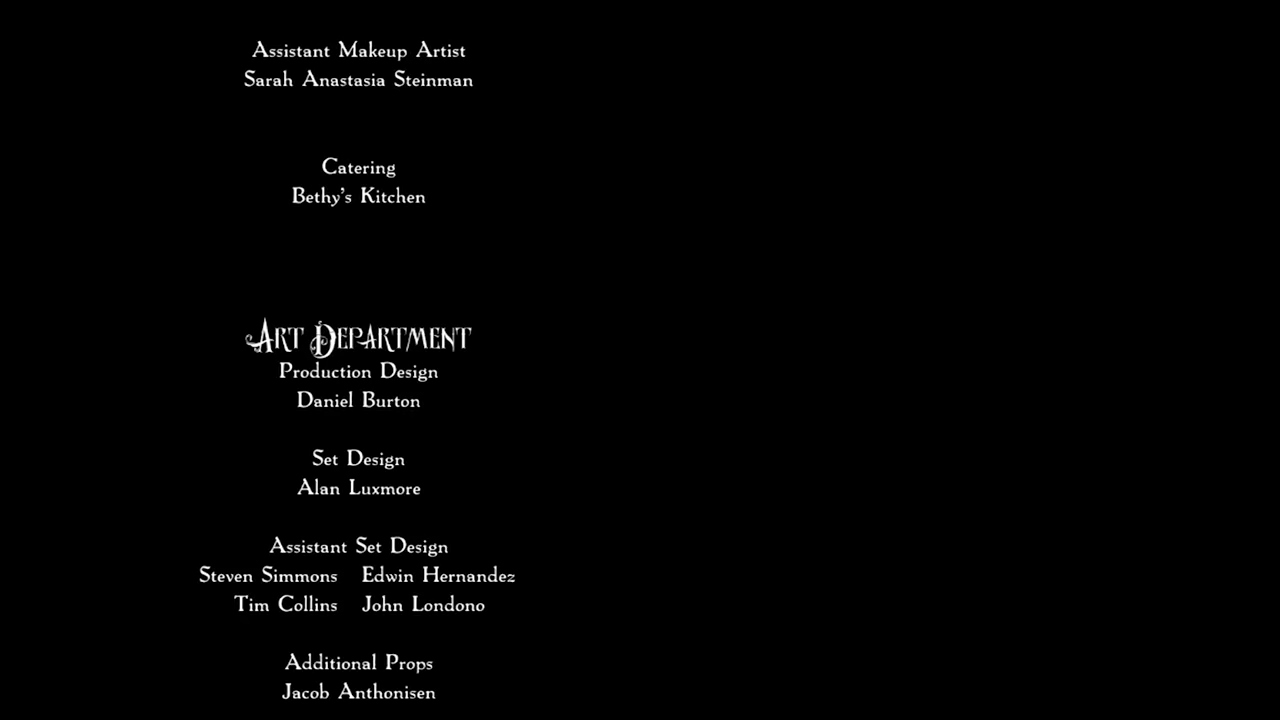 Assistant Makeup Artist
Sarah Anastasia Steinman
Catering
Bethy's Kitchen
Art Department
Production Design
Daniel Burton
Set Design
Alan Luxmore
Assistant Set Design
Steven Simmons Edwin Hernandez
Tim Collins John Londono
Additional Props
Jacob Anthonisen